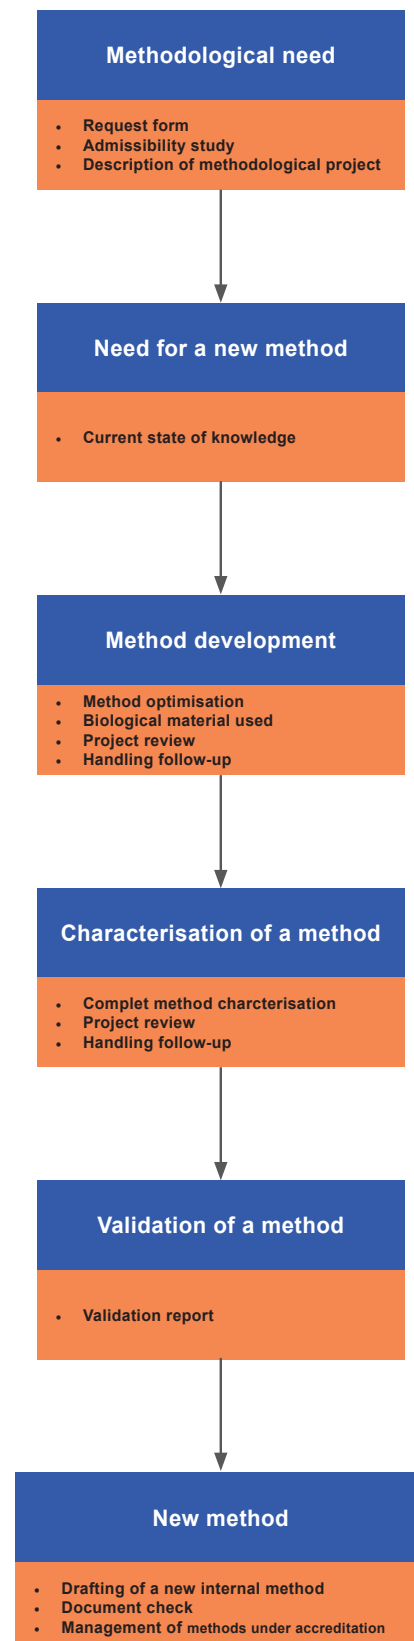 Methodological need
• Request form
• Admissibility study
• Description of methodological project
Need for a new method
• Current state of knowledge
Method development
• Method optimisation
• Biological material used
• Project review
• Handling follow-up
Characterisation of a method
• Complet method charcterisation
• Project review
• Handling follow-up
Validation of a method
• Validation report
New method
• Drafting of a new internal method
• Document check
• Management of methods under accreditation